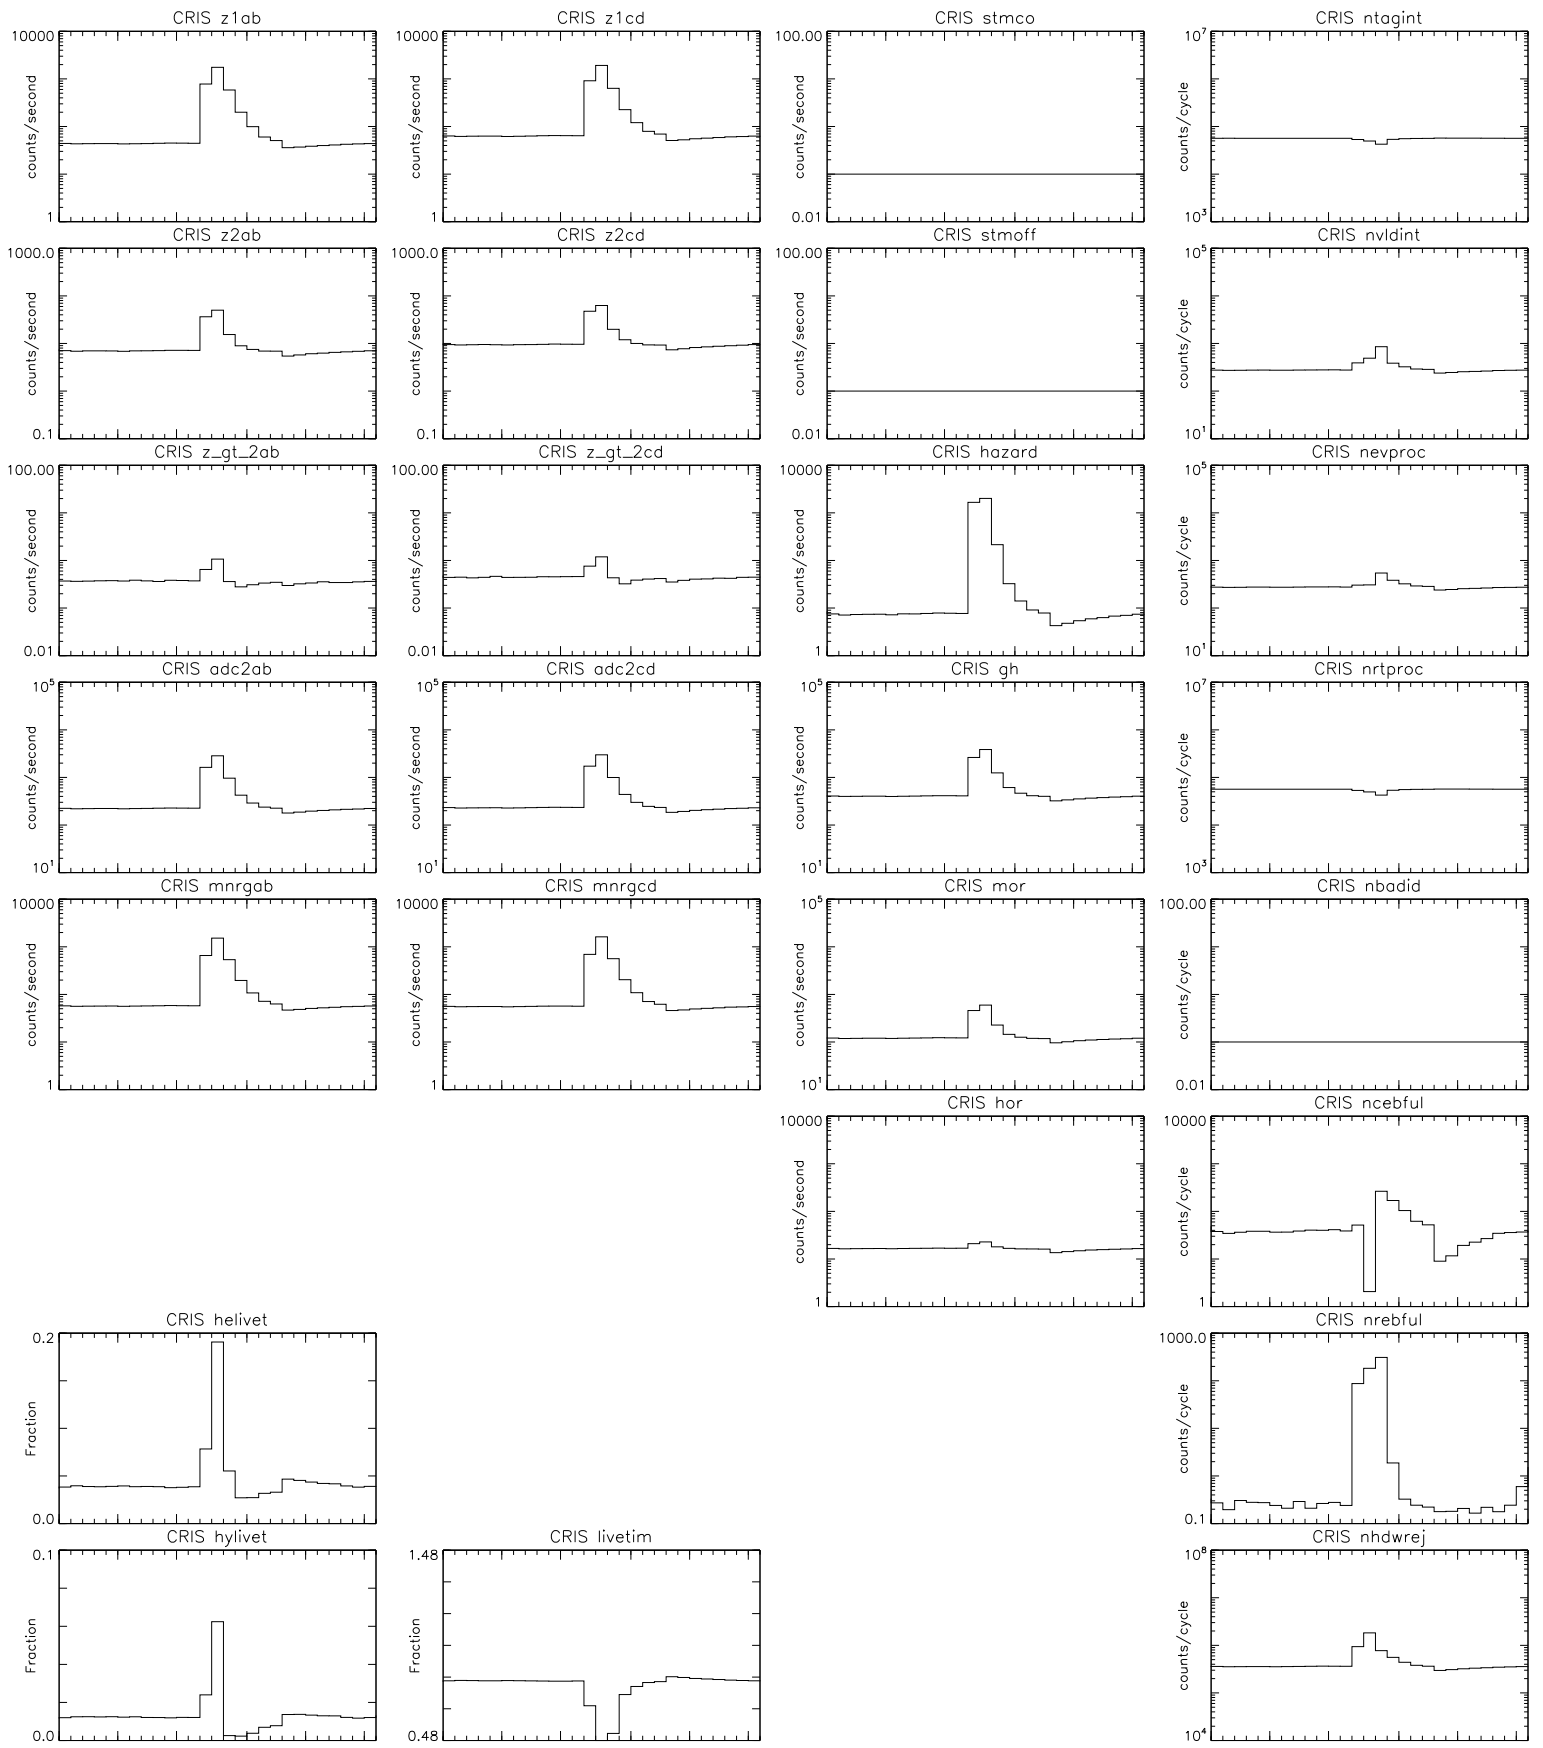 CRIS z1ab CRIS z1cd CRIS stmco CRIS ntagint
10000 10000 100.00 10⁷
counts/second counts/second counts/second counts/cycle
1 1 0.01 10³
CRIS z2ab CRIS z2cd CRIS stmoff CRIS nvldint
1000.0 1000.0 100.00 10⁵
counts/second counts/second counts/second counts/cycle
0.1 0.1 0.01 10¹
CRIS z_gt_2ab CRIS z_gt_2cd CRIS hazard CRIS nevproc
100.00 100.00 10000 10⁵
counts/second counts/second counts/second counts/cycle
0.01 0.01 1 10¹
CRIS adc2ab CRIS adc2cd CRIS gh CRIS nrtproc
10⁵ 10⁵ 10⁵ 10⁷
counts/second counts/second counts/second counts/cycle
10¹ 10¹ 10¹ 10³
CRIS mnrgab CRIS mnrgcd CRIS mor CRIS nbadid
10000 10000 10⁵ 100.00
counts/second counts/second counts/second counts/cycle
1 1 10¹ 0.01
CRIS hor CRIS ncebful
10000 10000
counts/second counts/cycle
1 1
CRIS helivet CRIS nrebful
0.2 1000.0
Fraction counts/cycle
0.0 0.1
CRIS hylivet CRIS livetim CRIS nhdwrej
0.1 1.48 10⁸
Fraction Fraction counts/cycle
0.0 0.48 10⁴